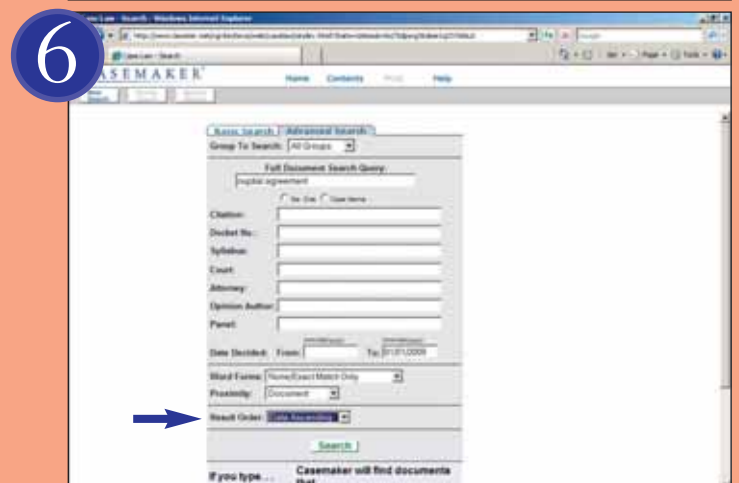 6
Case Law - Search - Windows Internet Explorer
Case Law - Search
Page
Tools
CASEMAKER
Home Contents Help
Search
Basic Search Advanced Search
Group To Search: All Groups
Full Document Search Query:
nuptial agreement
Citation:
Docket No.:
Syllabus:
Court:
Attorney:
Opinion Author:
Panel:
Date Decided: From: To: 01/01/2009
Word Forms: None/Exact Match Only
Proximity: Document
Result Order: Date Ascending
Search
If you type ... Casemaker will find documents
that